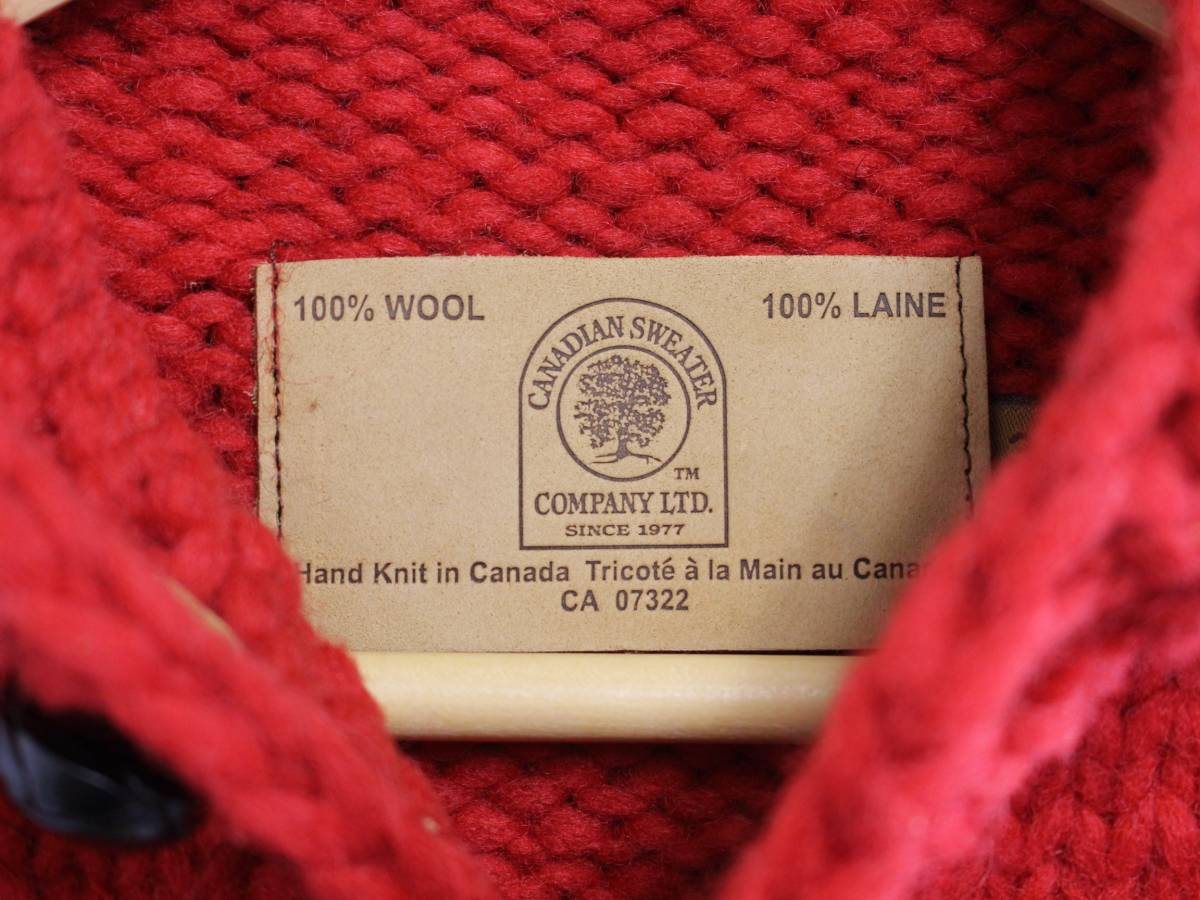 100% WOOL
100% LAINE
CANADIAN SWEATER
TM
COMPANY LTD.
SINCE 1977
Hand Knit in Canada Tricoté à la Main au
CA 07322